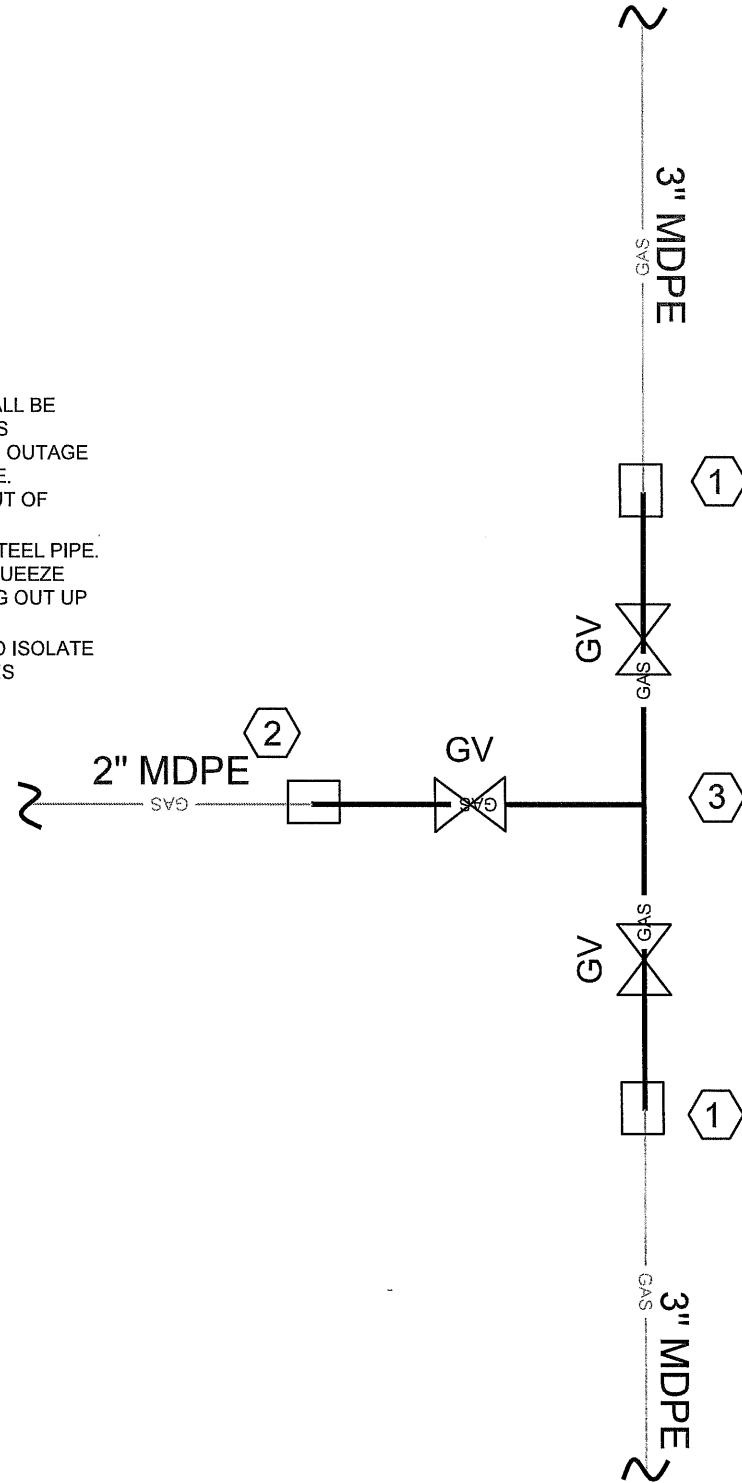 3" MDPE
GAS
ALL BE
S
OUTAGE
E.
UT OF
TEEL PIPE.
UEEZE
G OUT UP
O ISOLATE
ES
1
GV
GAS
2
GV
2" MDPE
GAS
GAS
3
GAS
GV
1
GAS
3" MDPE